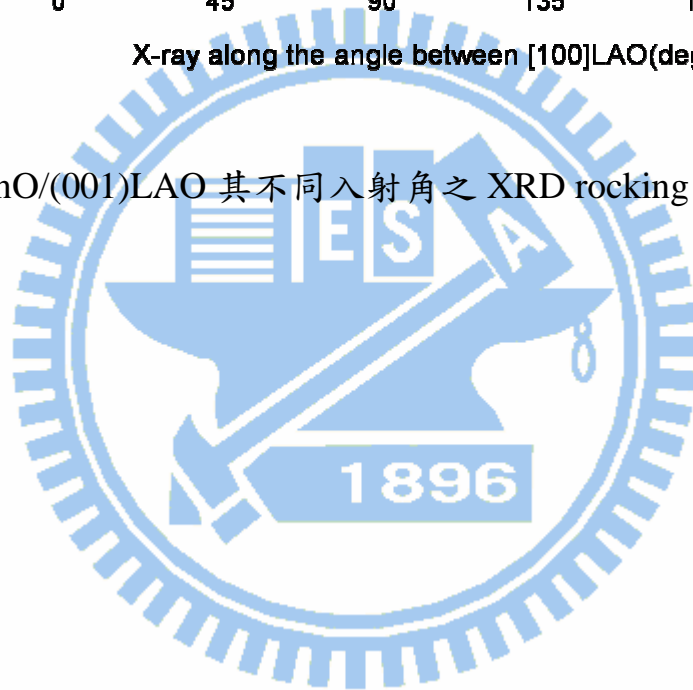 0 45 90 135
X-ray along the angle between [100]LAO(de
nO/(001)LAO 其不同入射角之 XRD rocking
E S A
1896